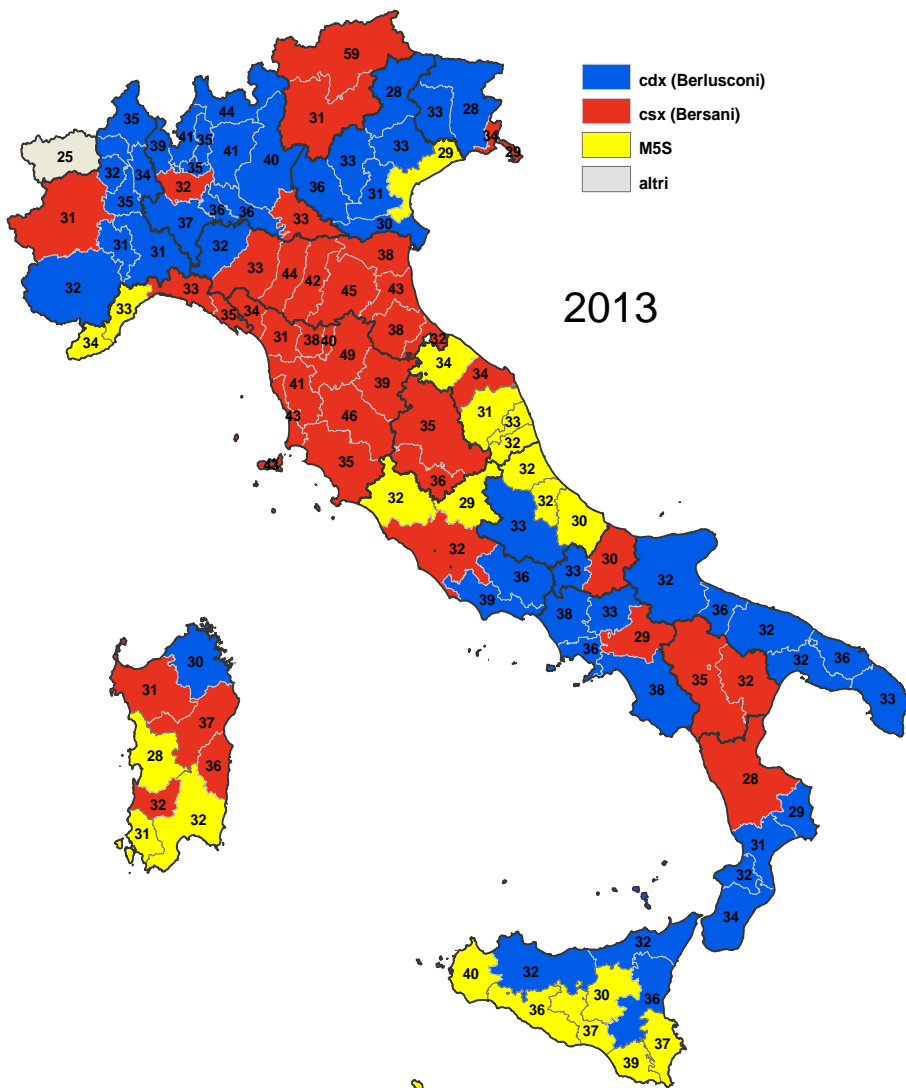 59
cdx (Berlusconi)
csx (Bersani)
M5S
altri
2013
44 28 33 28
35 39 41 35 41 40 31 33 33 29 34 29
25 32 34 35 32 36 31
31 35 37 36 36 33 30
31 31 32
32 33 34 33 35 34
33 44 42 45 38 43 38 32
31 38 40 49 34 34
41 39 31 33
43 46 35 32
43 35 36 32
32 29 33 32 30
32 36 33 30 32
39 38 33 36 32
36 29 32 36
38 35 32 33
30
31
37
28 36
32
31 32
28
29
31
32
34
32
40 32
36 30 36
37 37
39